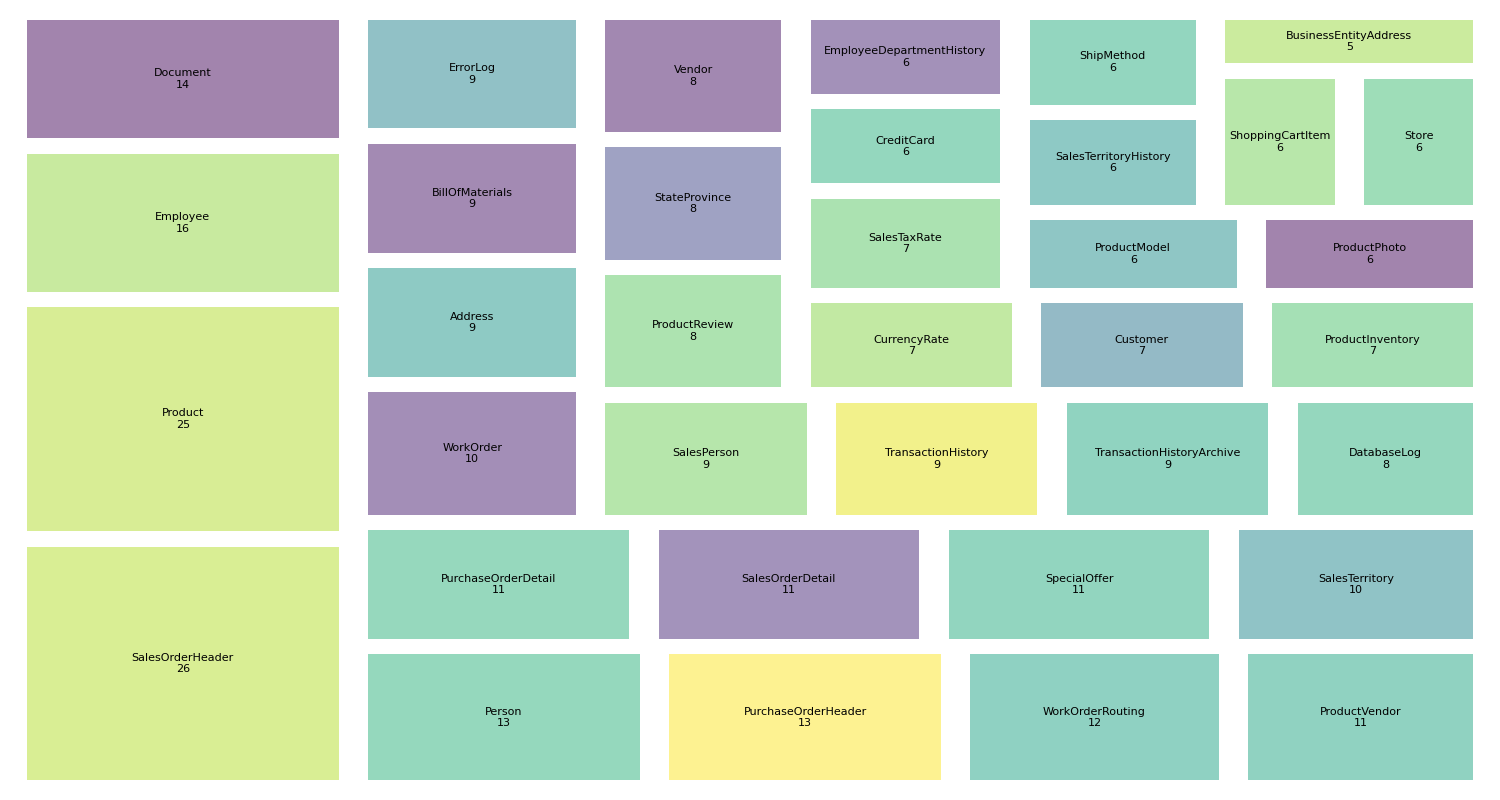 Document
14
Employee
16
Product
25
SalesOrderHeader
26
ErrorLog
9
BillOfMaterials
9
Address
9
WorkOrder
10
Vendor
8
StateProvince
8
ProductReview
8
EmployeeDepartmentHistory
6
CreditCard
6
SalesTaxRate
7
ShipMethod
6
SalesTerritoryHistory
6
BusinessEntityAddress
5
ShoppingCartItem
6
Store
6
ProductModel
6
ProductPhoto
6
CurrencyRate
7
Customer
7
ProductInventory
7
SalesPerson
9
TransactionHistory
9
TransactionHistoryArchive
9
DatabaseLog
8
PurchaseOrderDetail
11
SalesOrderDetail
11
SpecialOffer
11
SalesTerritory
10
Person
13
PurchaseOrderHeader
13
WorkOrderRouting
12
ProductVendor
11